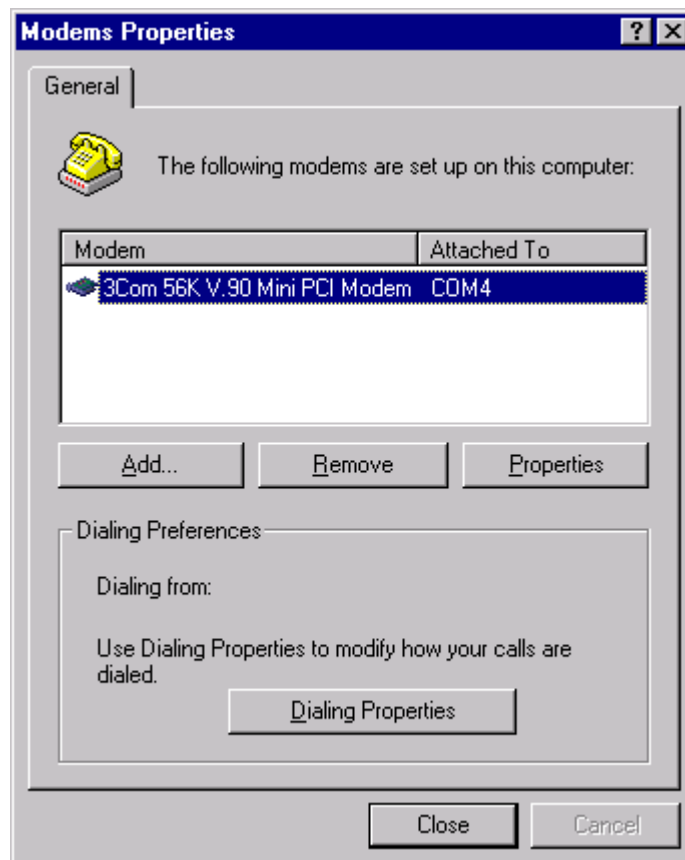 Modems Properties
?
General
The following modems are set up on this computer:
Modem Attached To
3Com 56K V.90 Mini PCI Modem COM4
Add... Remove Properties
Dialing Preferences
Dialing from:
Use Dialing Properties to modify how your calls are
dialed.
Dialing Properties
Close Cancel